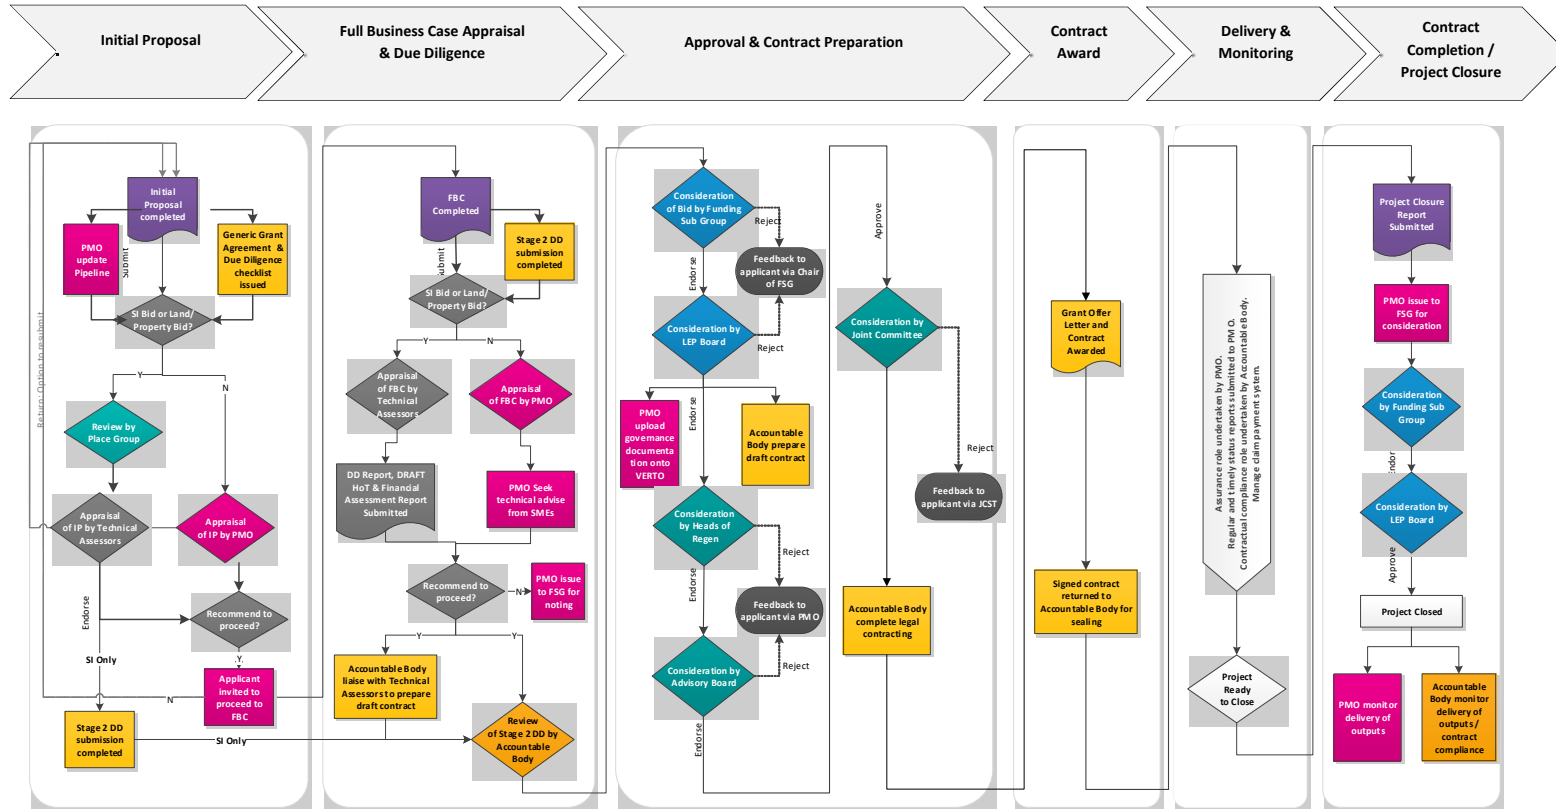 Initial Proposal
Full Business Case Appraisal
& Due Diligence
Approval & Contract Preparation
Contract
Award
Delivery &
Monitoring
Contract
Completion /
Project Closure
Initial
Proposal
completed
PMO
update
Pipeline
Generic Grant
Agreement &
Due Diligence
checklist
issued
SI Bid or Land/
Property Bid?
Return: Option to resubmit
Y
N
Review by
Place Group
Appraisal
of IP by Technical
Assessors
Appraisal
of IP by PMO
Endorse
Recommend to
proceed?
SI Only
Y
Applicant
invited to
proceed to
FBC
N
Stage 2 DD
submission
completed
SI Only
FBC
Completed
Submit
Stage 2 DD
submission
completed
SI Bid or Land/
Property Bid?
Y
N
Appraisal
of FBC by
Technical
Assessors
Appraisal
of FBC by PMO
DD Report, DRAFT
HoT & Financial
Assessment Report
Submitted
PMO Seek
technical advise
from SMEs
Recommend to
proceed?
N
PMO issue
to FSG for
noting
Y
Y
Accountable Body
liaise with Technical
Assessors to prepare
draft contract
Review
of Stage 2 DD by
Accountable
Body
Consideration
of Bid by Funding
Sub Group
Reject
Feedback to
applicant via Chair
of FSG
Endorse
Consideration by
LEP Board
Reject
Endorse
PMO
upload
governance
documenta
tion onto
VERTO
Accountable
Body prepare
draft contract
Consideration
by Heads of
Regen
Reject
Feedback to
applicant via PMO
Endorse
Consideration by
Advisory Board
Reject
Endorse
Approve
Consideration by
Joint Committee
Reject
Feedback to
applicant via JCST
Accountable Body
complete legal
contracting
Grant Offer
Letter and
Contract
Awarded
Signed contract
returned to
Accountable Body for
sealing
Assurance role undertaken by PMO.
Regular and timely status reports submitted to PMO.
Contractual compliance role undertaken by Accountable Body.
Manage claim payment system.
Project
Ready
to Close
Project Closure
Report
Submitted
PMO issue to
FSG for
consideration
Consideration
by Funding Sub
Group
Endor
Consideration by
LEP Board
Approve
Project Closed
PMO monitor
delivery of
outputs
Accountable
Body monitor
delivery of
outputs/
contract
compliance